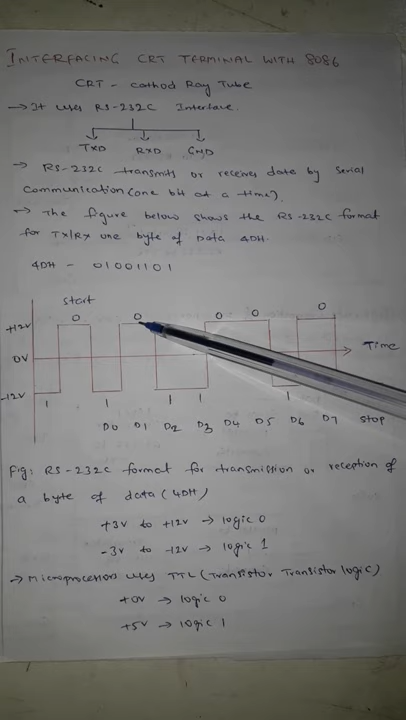 INTERFACING CRT TERMINAL WITH 8086
CRT - cathod Ray Tube
→ It uses RS-232C Interface.
TXD RXD GND
→ RS-232C transmits or receives data by serial
communication (one bit at a time).
→ The figure below shows the RS-232C format
for Tx/Rx one byte of Data 4DH.
4DH - 01001101
start
0 0 0 0 0
+12V
0V
Time
-12V
1 1 1 1 1
D0 D1 D2 D3 D4 D5 D6 D7 stop
Fig: RS-232C format for transmission or reception of
a byte of data (4DH)
+3V to +12V → logic 0
-3V to -12V → logic 1
→ Microprocessors uses TTL (Transistor Transistor logic)
+0V → logic 0
+5V → logic 1